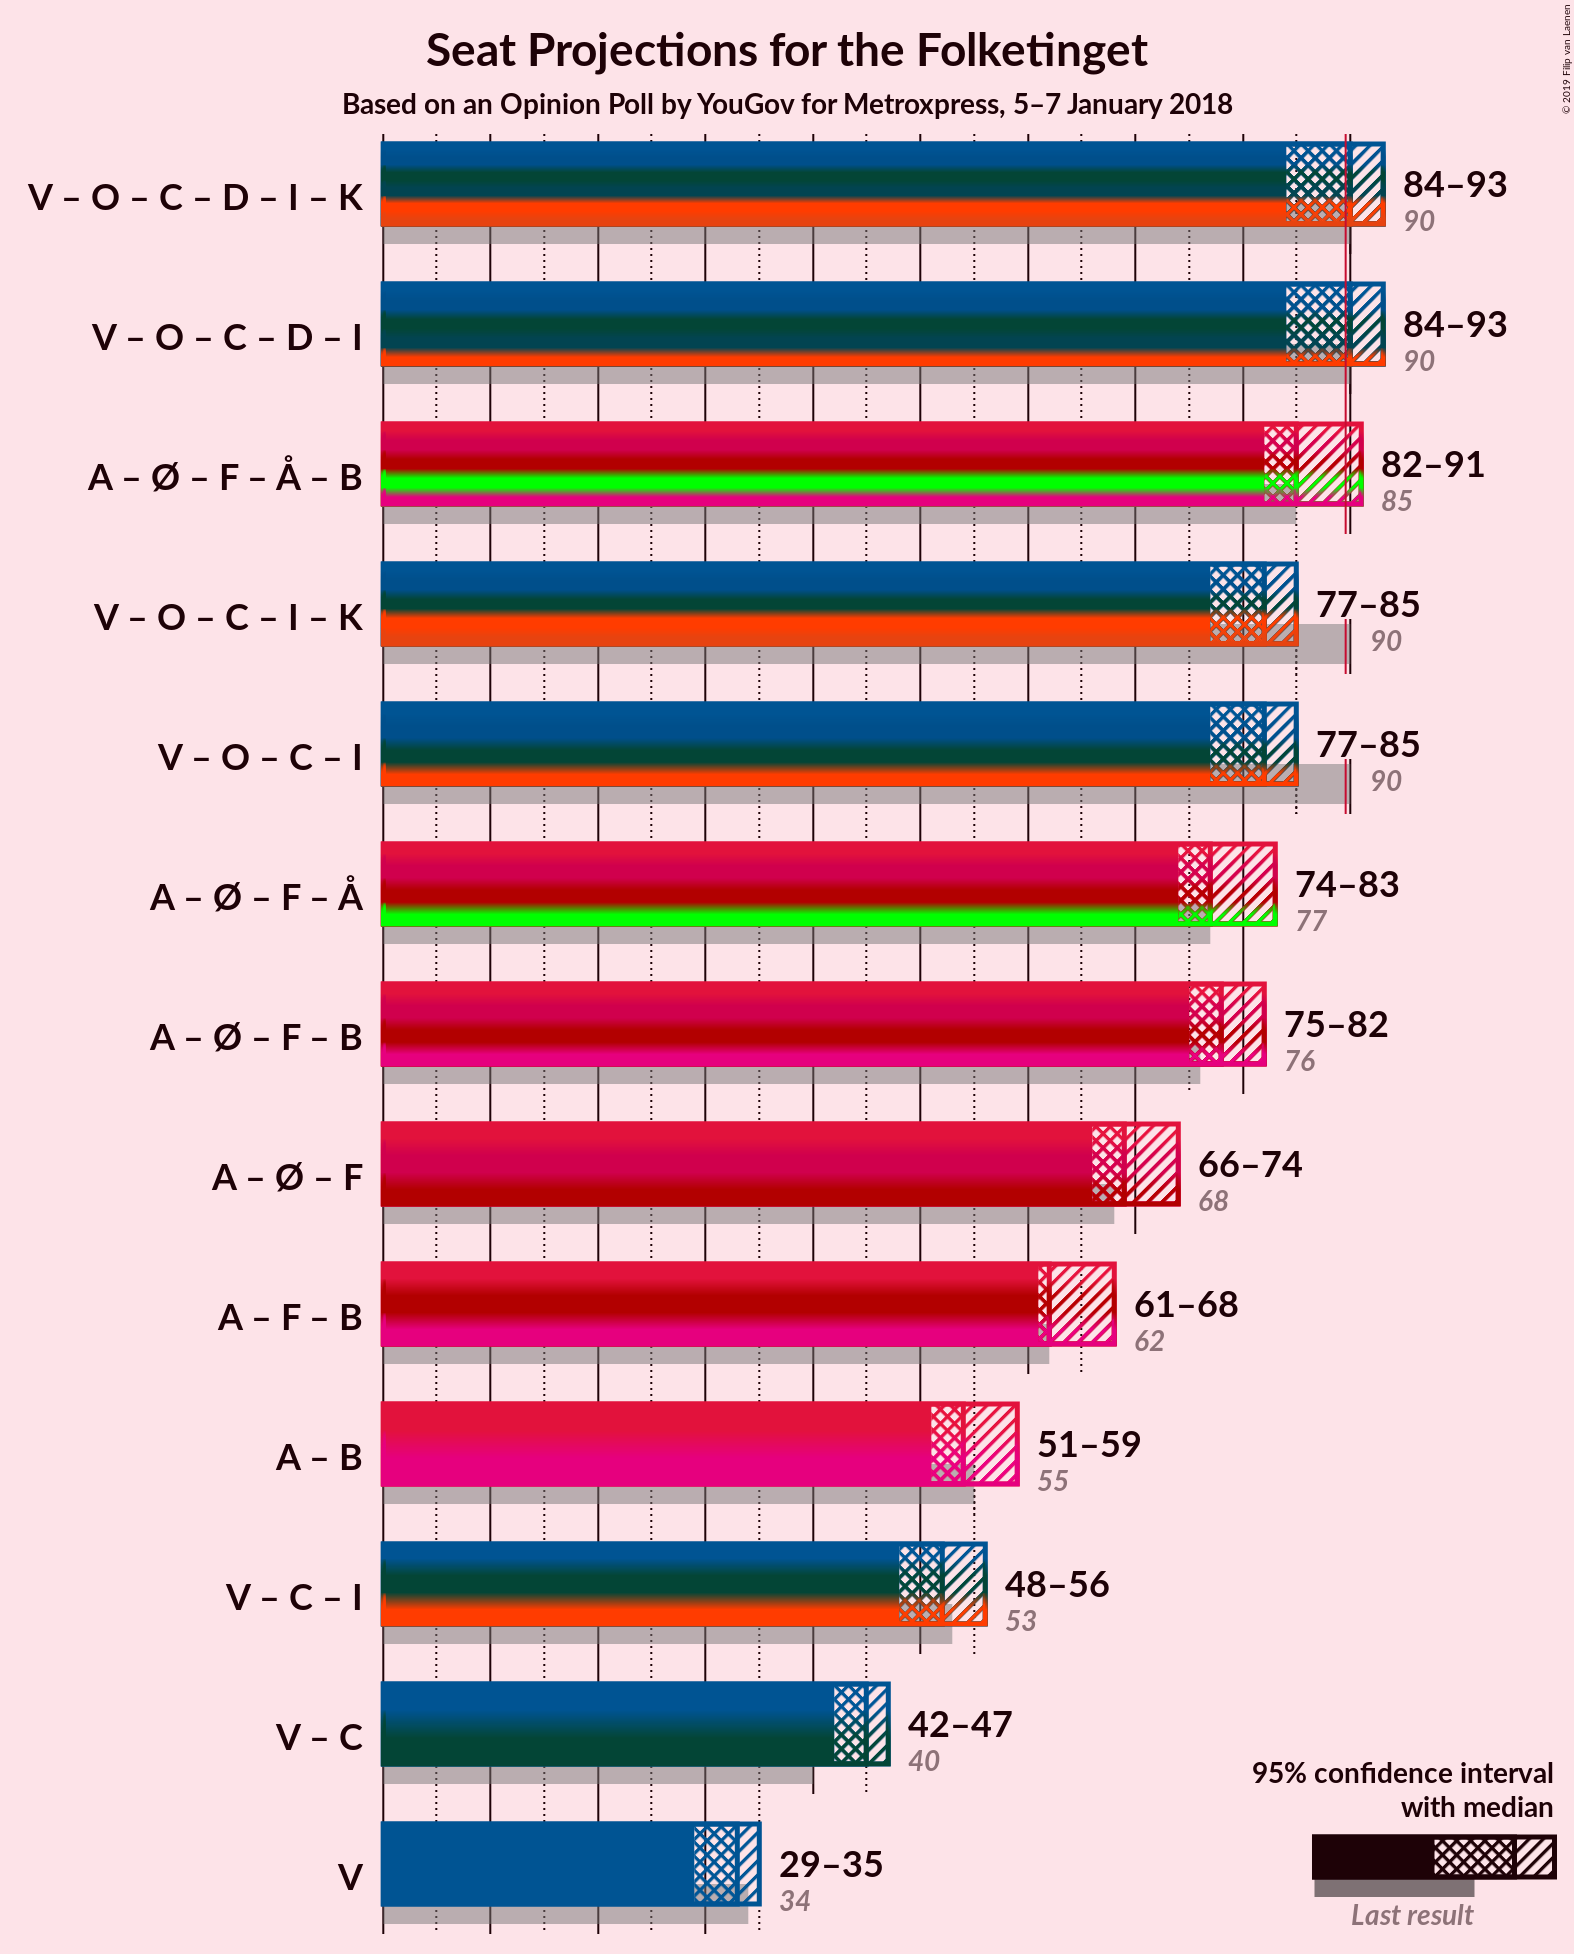 Seat Projections for the Folketinget
Based on an Opinion Poll by YouGov for Metroxpress, 5–7 January 2018
© 2019 Filip van Laenen
V – O – C – D – I – K
84–93
90
V – O – C – D – I
84–93
90
A – Ø – F – Å – B
82–91
85
V – O – C – I – K
77–85
90
V – O – C – I
77–85
90
A – Ø – F – Å
74–83
77
A – Ø – F – B
75–82
76
A – Ø – F
66–74
68
A – F – B
61–68
62
A – B
51–59
55
V – C – I
48–56
53
V – C
42–47
40
V
29–35
34
95% confidence interval
with median
Last result